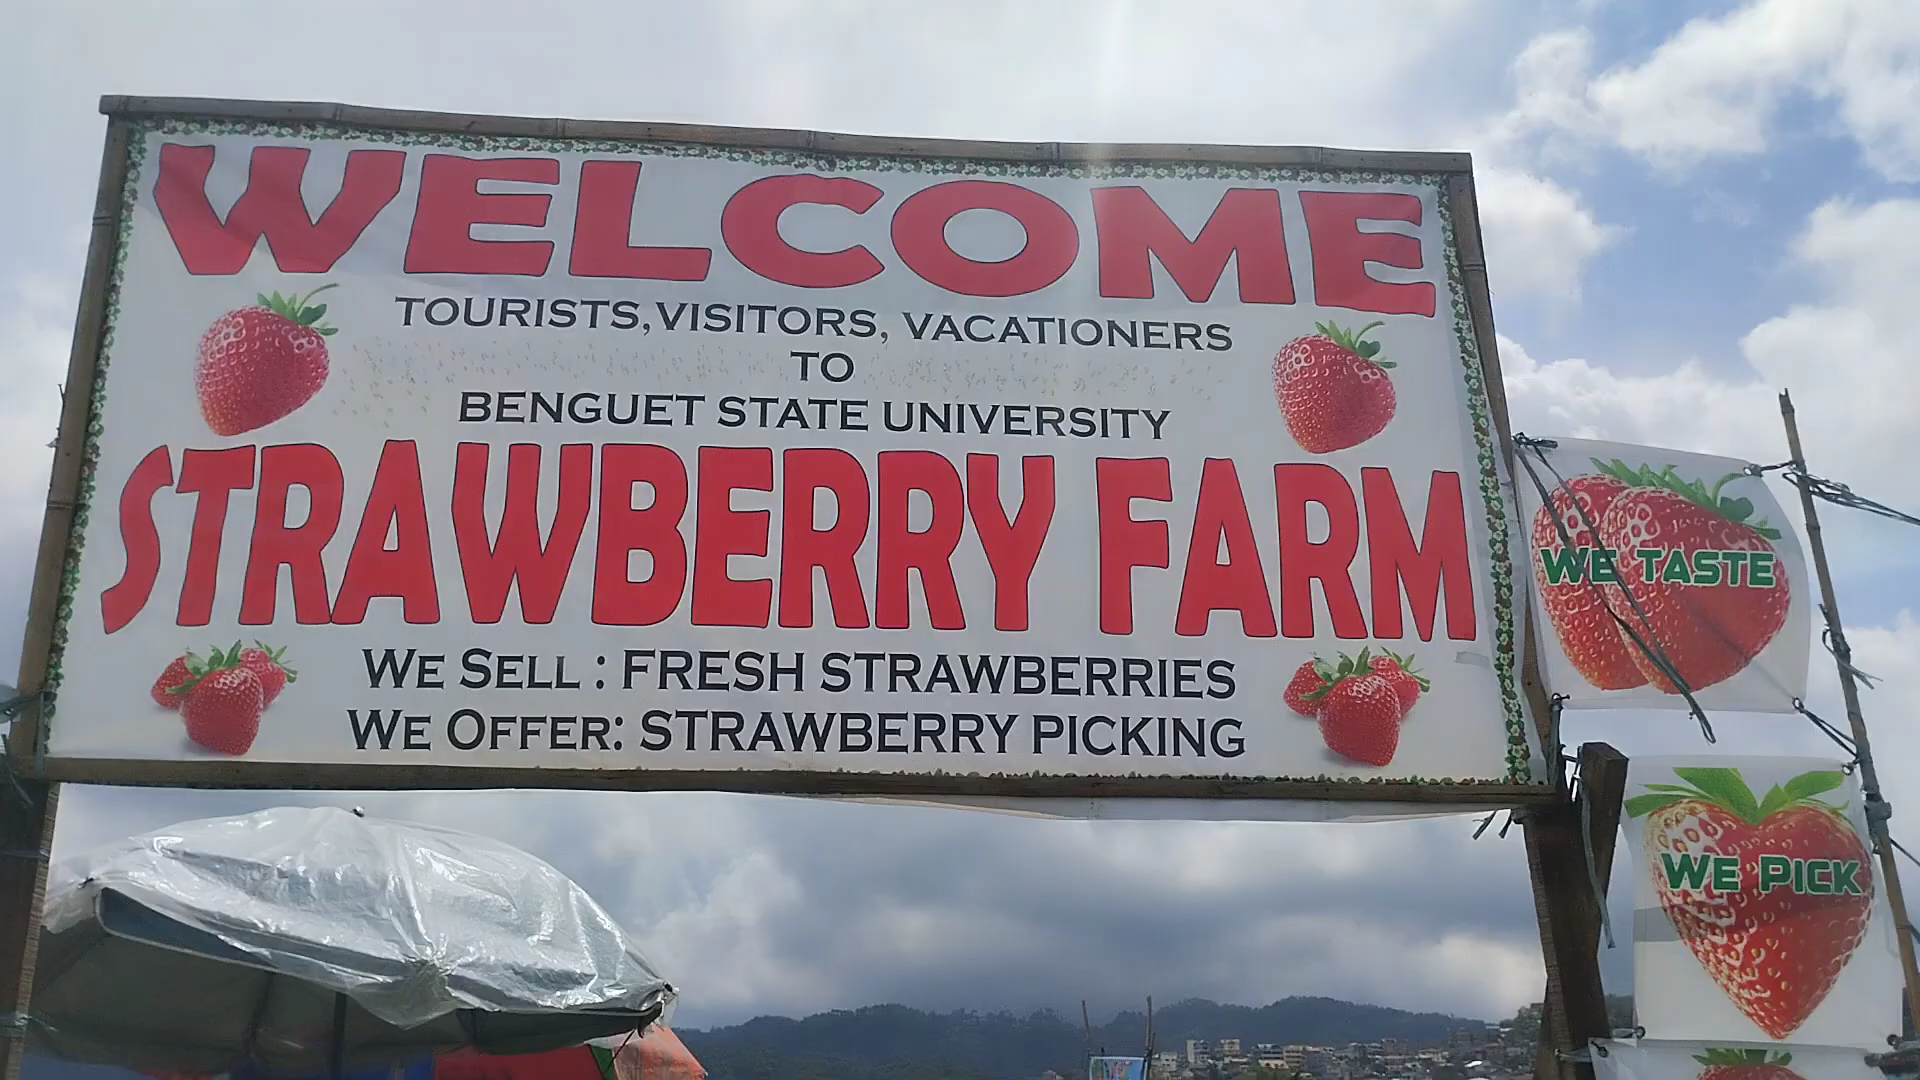 WELCOME
TOURISTS, VISITORS, VACATIONERS
TO
BENGUET STATE UNIVERSITY
STRAWBERRY FARM
WE SELL : FRESH STRAWBERRIES
WE OFFER: STRAWBERRY PICKING
WE TASTE
WE PICK